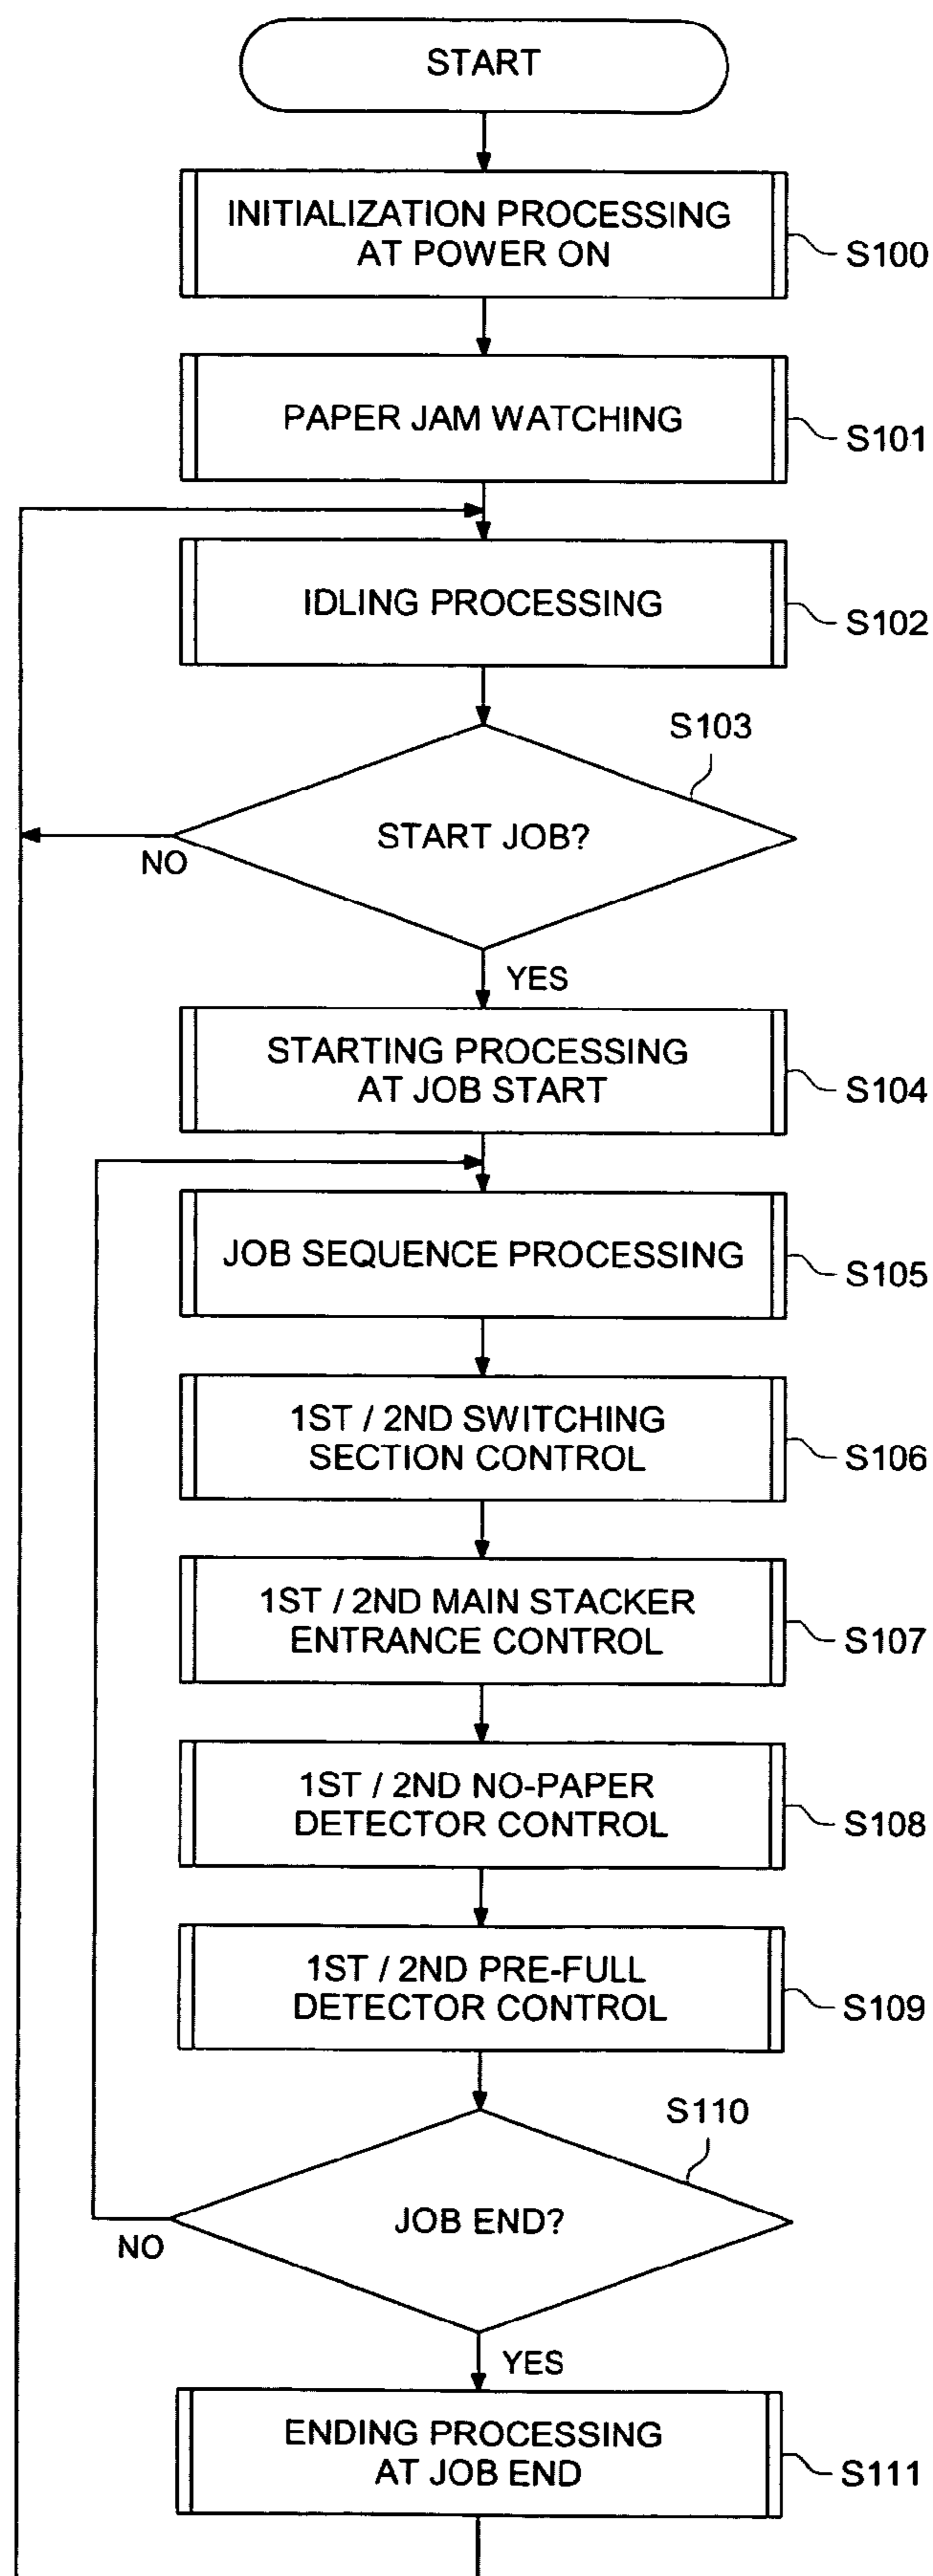 START
INITIALIZATION PROCESSING
AT POWER ON
S100
PAPER JAM WATCHING
S101
IDLING PROCESSING
S102
S103
START JOB?
NO
YES
STARTING PROCESSING
AT JOB START
S104
JOB SEQUENCE PROCESSING
S105
1ST / 2ND SWITCHING
SECTION CONTROL
S106
1ST / 2ND MAIN STACKER
ENTRANCE CONTROL
S107
1ST / 2ND NO-PAPER
DETECTOR CONTROL
S108
1ST / 2ND PRE-FULL
DETECTOR CONTROL
S109
S110
JOB END?
NO
YES
ENDING PROCESSING
AT JOB END
S111